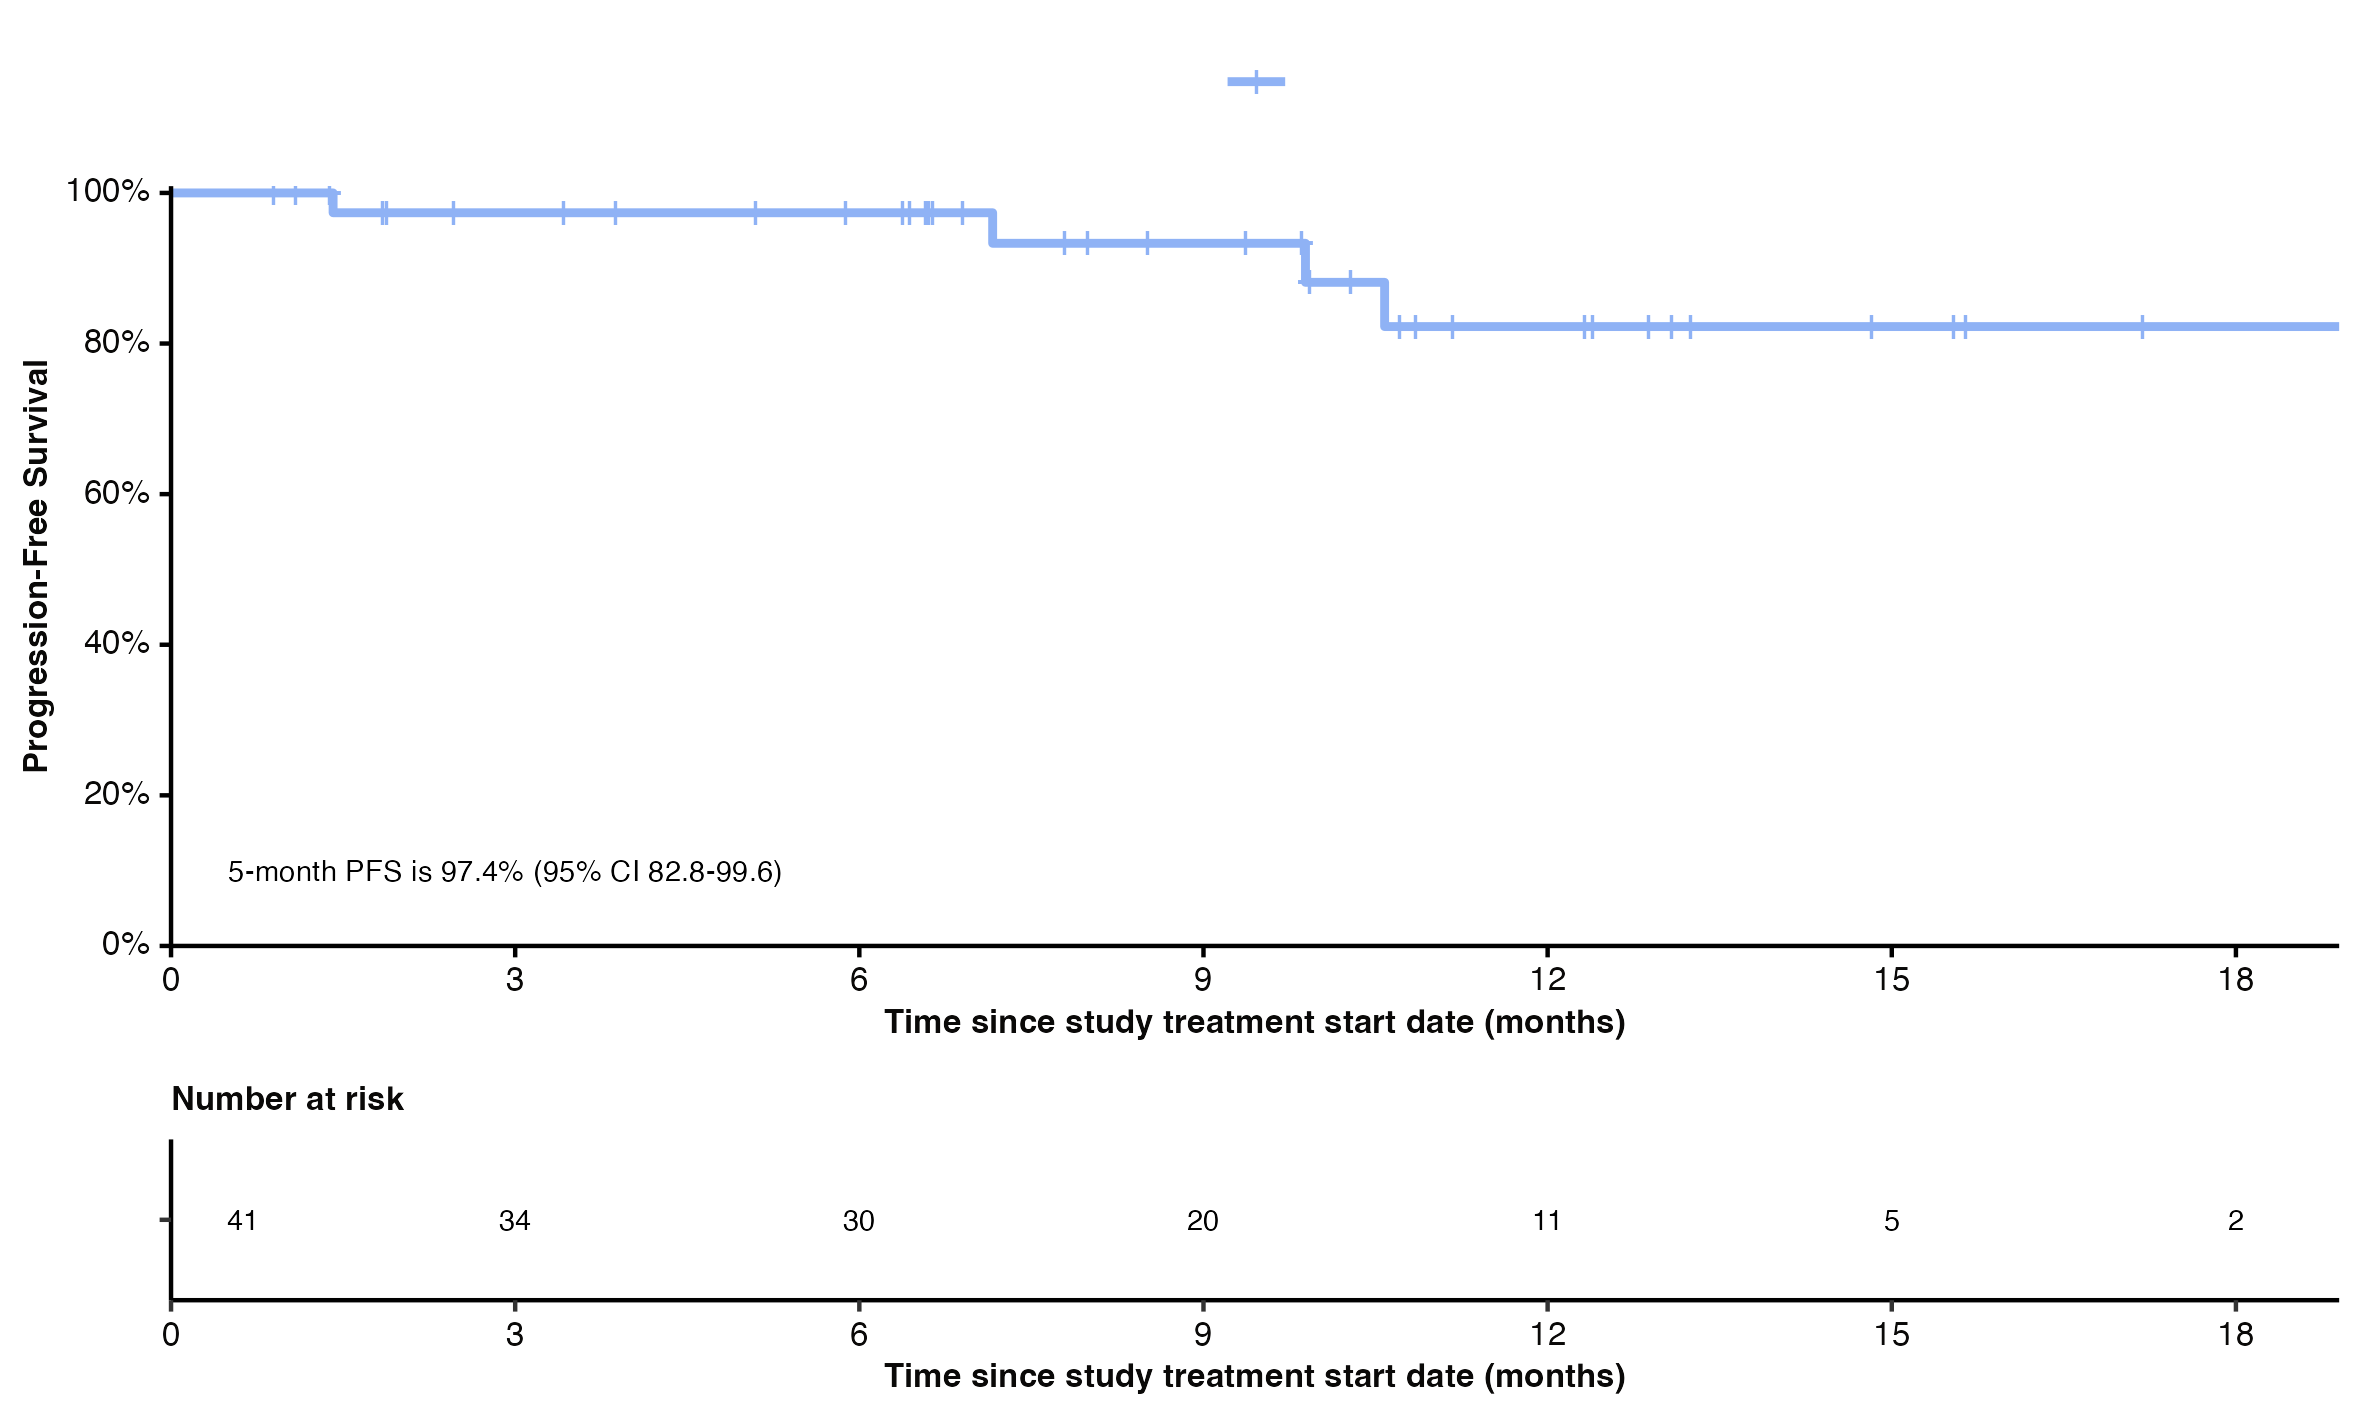 100%
80%
60%
40%
20%
0%
Progression-Free Survival
5-month PFS is 97.4% (95% CI 82.8-99.6)
0 3 6 9 12 15 18
Time since study treatment start date (months)
Number at risk
41 34 30 20 11 5 2
0 3 6 9 12 15 18
Time since study treatment start date (months)